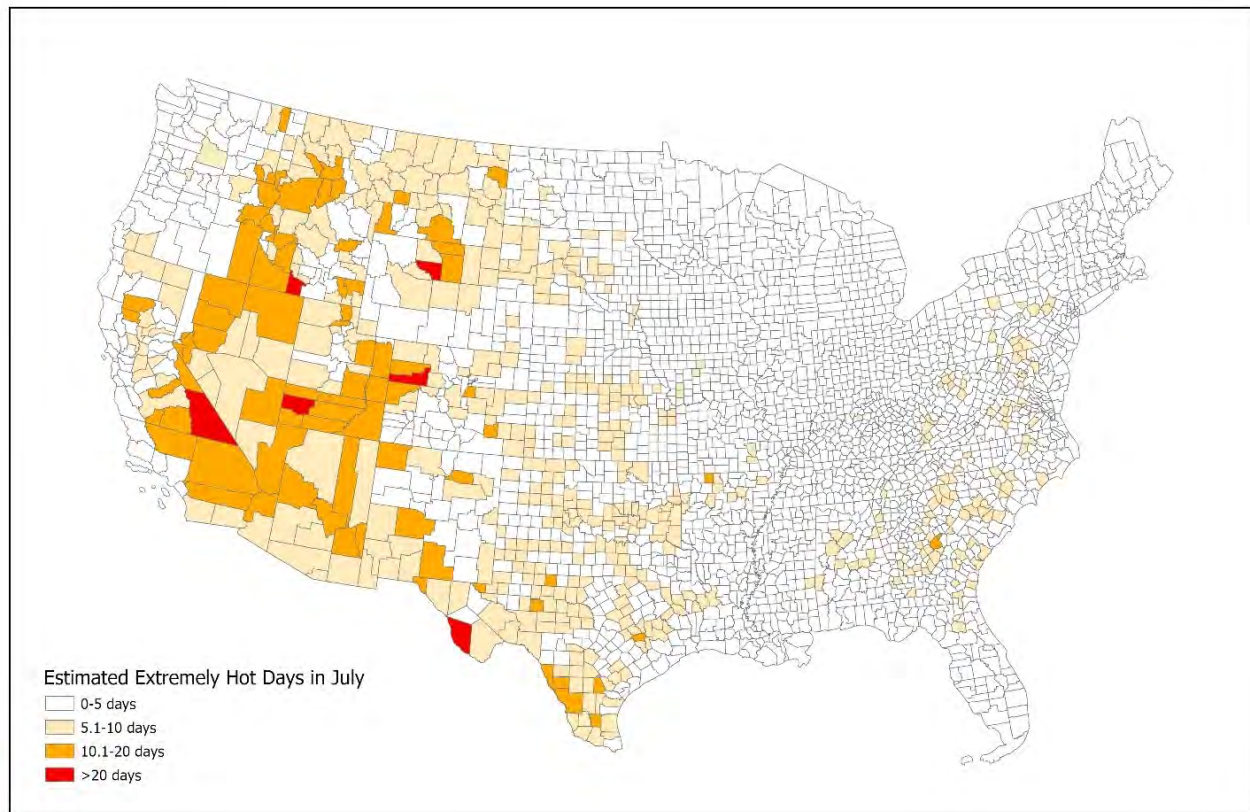 Estimated Extremely Hot Days in July
0-5 days
5.1-10 days
10.1-20 days
>20 days